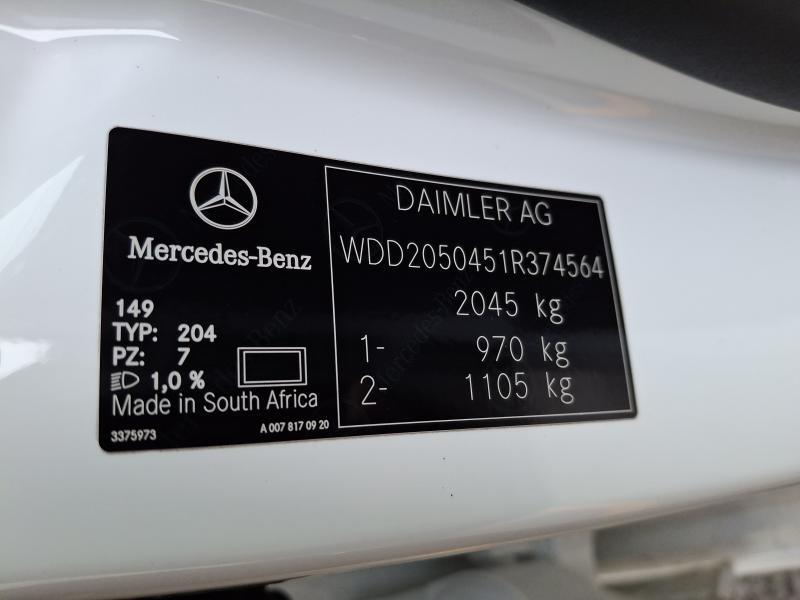 Mercedes-Benz
149
TYP: 204
PZ: 7
1,0 %
Made in South Africa
3375973
A 007 817 09 20
DAIMLER AG
WDD2050451R374564
2045 kg
1- 970 kg
2- 1105 kg